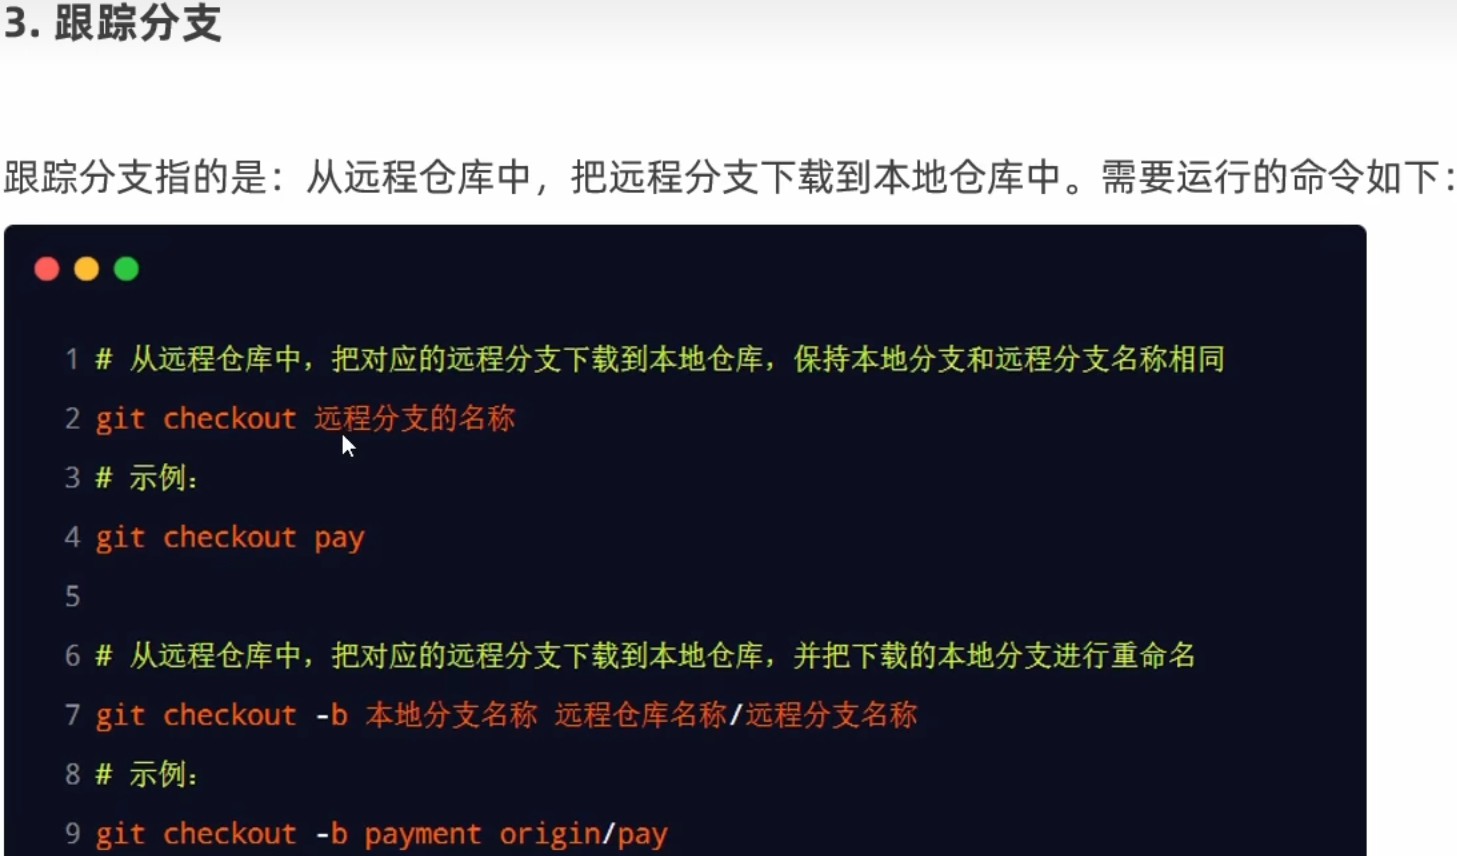 3. 跟踪分支
跟踪分支指的是：从远程仓库中，把远程分支下载到本地仓库中。需要运行的命令如下：
1 # 从远程仓库中，把对应的远程分支下载到本地仓库，保持本地分支和远程分支名称相同
2 git checkout 远程分支的名称
3 # 示例：
4 git checkout pay
5
6 # 从远程仓库中，把对应的远程分支下载到本地仓库，并把下载的本地分支进行重命名
7 git checkout -b 本地分支名称 远程仓库名称/远程分支名称
8 # 示例：
9 git checkout -b payment origin/pay